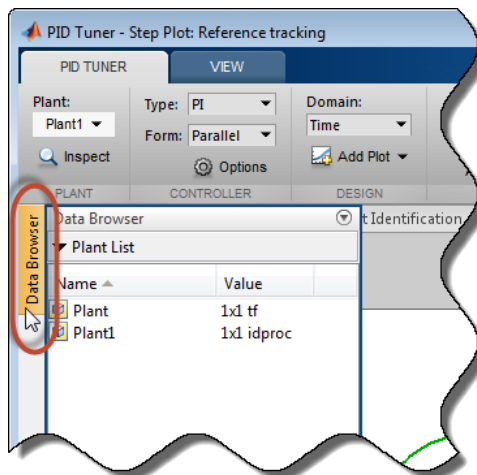 PID Tuner - Step Plot: Reference tracking
PID TUNER VIEW
Plant: Type: PI Domain:
Plant1 Form: Parallel Time
Inspect Options Add Plot
PLANT CONTROLLER DESIGN
Data Browser
Data Browser t Identification
Plant List
Name Value
Plant 1x1 tf
Plant1 1x1 idproc